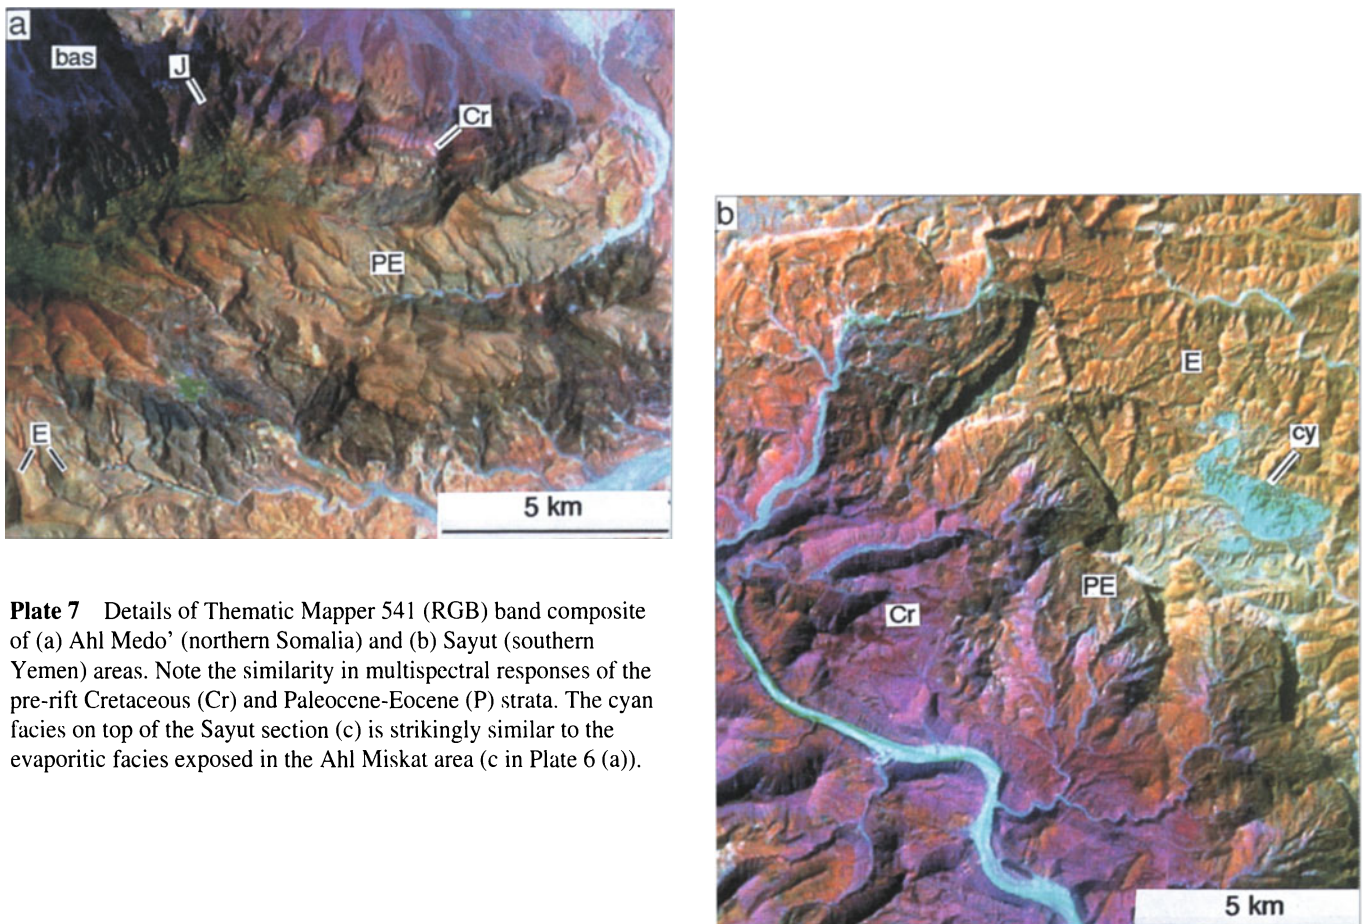 a
bas
J
Cr
PE
E
5 km
b
E
cy
PE
Cr
5 km
Plate 7 Details of Thematic Mapper 541 (RGB) band composite
of (a) Ahl Medo’ (northern Somalia) and (b) Sayut (southern
Yemen) areas. Note the similarity in multispectral responses of the
pre-rift Cretaceous (Cr) and Paleocene-Eocene (P) strata. The cyan
facies on top of the Sayut section (c) is strikingly similar to the
evaporitic facies exposed in the Ahl Miskat area (c in Plate 6 (a)).